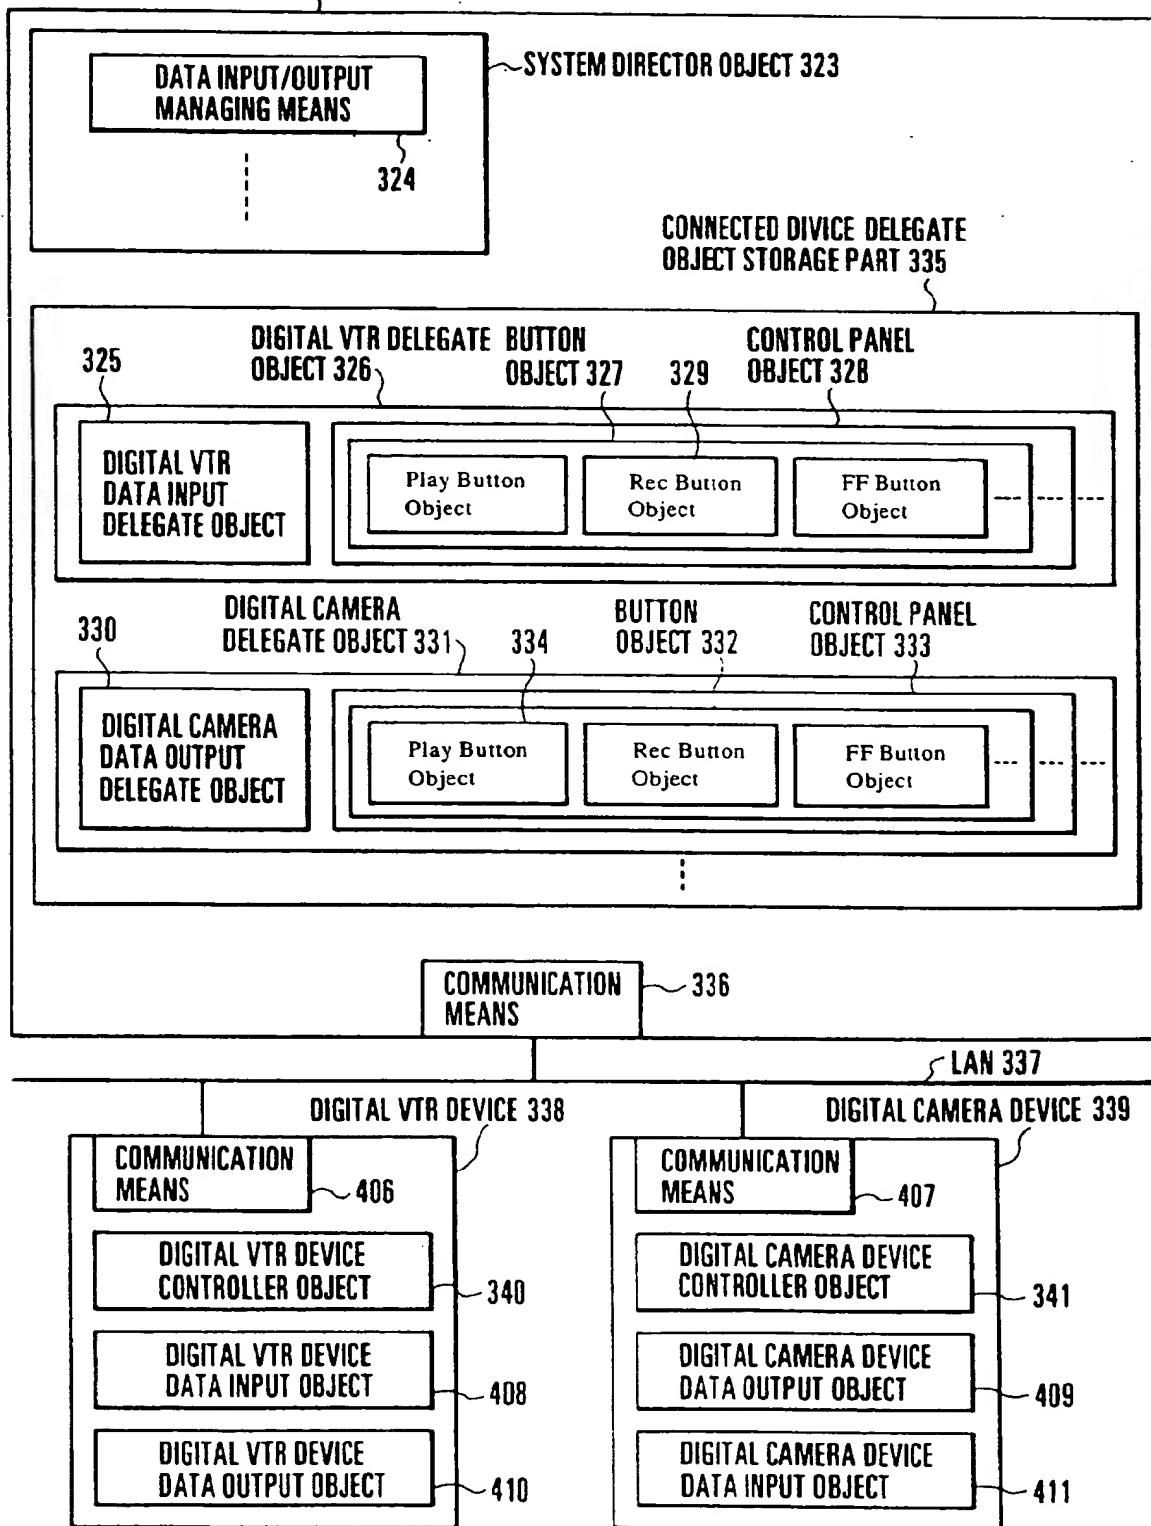 DATA INPUT/OUTPUT
MANAGING MEANS
324
SYSTEM DIRECTOR OBJECT 323
CONNECTED DIVICE DELEGATE
OBJECT STORAGE PART 335
325
DIGITAL VTR DELEGATE
OBJECT 326
BUTTON
OBJECT 327
329
CONTROL PANEL
OBJECT 328
DIGITAL VTR
DATA INPUT
DELEGATE OBJECT
Play Button
Object
Rec Button
Object
FF Button
Object
330
DIGITAL CAMERA
DELEGATE OBJECT 331
334
BUTTON
OBJECT 332
CONTROL PANEL
OBJECT 333
DIGITAL CAMERA
DATA OUTPUT
DELEGATE OBJECT
Play Button
Object
Rec Button
Object
FF Button
Object
COMMUNICATION
MEANS
336
LAN 337
DIGITAL VTR DEVICE 338
COMMUNICATION
MEANS
406
DIGITAL VTR DEVICE
CONTROLLER OBJECT
340
DIGITAL VTR DEVICE
DATA INPUT OBJECT
408
DIGITAL VTR DEVICE
DATA OUTPUT OBJECT
410
DIGITAL CAMERA DEVICE 339
COMMUNICATION
MEANS
407
DIGITAL CAMERA DEVICE
CONTROLLER OBJECT
341
DIGITAL CAMERA DEVICE
DATA OUTPUT OBJECT
409
DIGITAL CAMERA DEVICE
DATA INPUT OBJECT
411